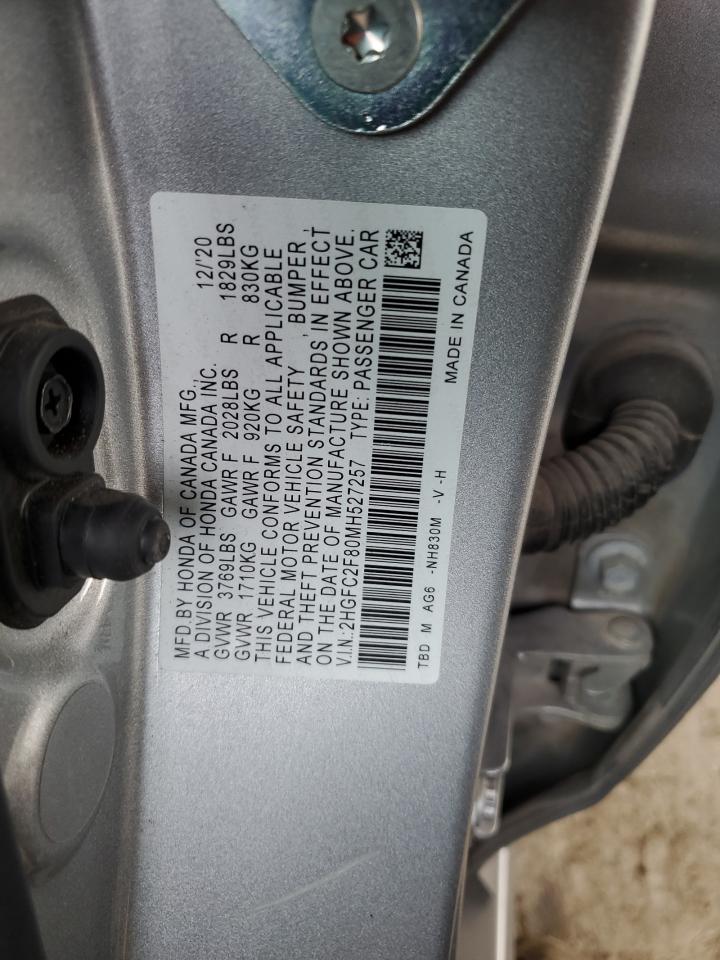 MFD.BY HONDA OF CANADA MFG., 12/'20
A DIVISION OF HONDA CANADA INC.
GVWR 3769LBS GAWR F 2028LBS R 1829LBS
GVWR 1710KG GAWR F 920KG R 830KG
THIS VEHICLE CONFORMS TO ALL APPLICABLE
FEDERAL MOTOR VEHICLE SAFETY , BUMPER ,
AND THEFT PREVENTION STANDARDS IN EFFECT
ON THE DATE OF MANUFACTURE SHOWN ABOVE.
V.I.N.:2HGFC2F80MH527257 TYPE: PASSENGER CAR
TBD M AG6 -NH830M -V -H MADE IN CANADA